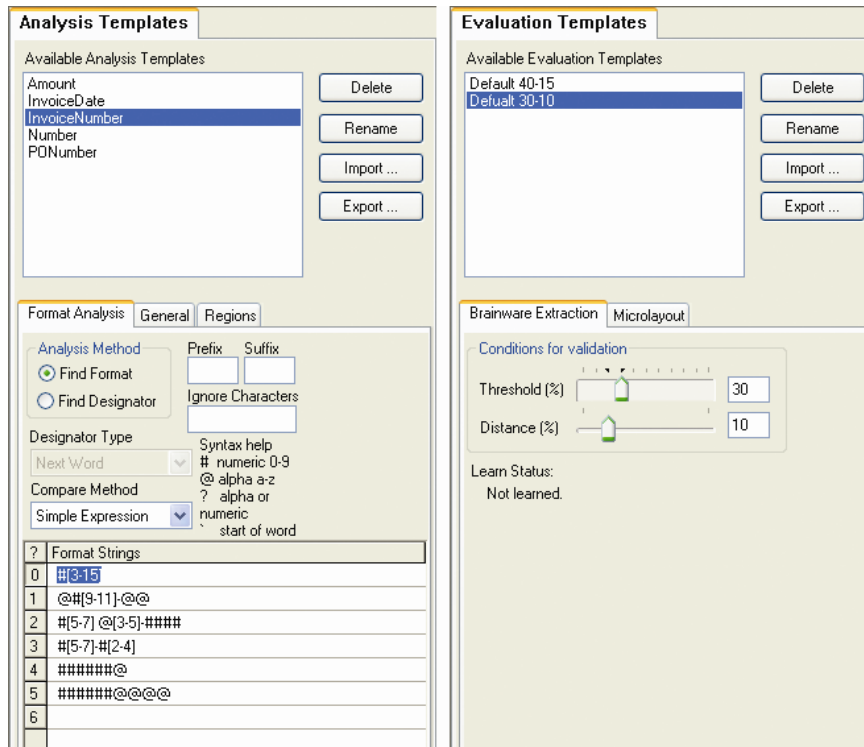 Analysis Templates
Available Analysis Templates
Amount
InvoiceDate
InvoiceNumber
Number
PONumber
Delete
Rename
Import ...
Export ...
Format Analysis General Regions
Analysis Method
Find Format
Find Designator
Prefix Suffix
Ignore Characters
Designator Type
Next Word
Compare Method
Simple Expression
Syntax help
# numeric 0-9
@ alpha a-z
? alpha or
numeric
` start of word
? Format Strings
0 #[3-15]
1 @#[9-11]-@@
2 #[5-7] @[3-5]-####
3 #[5-7]-#[2-4]
4 ######@
5 ######@@@@
6
Evaluation Templates
Available Evaluation Templates
Default 40-15
Defualt 30-10
Delete
Rename
Import ...
Export ...
Brainware Extraction Microlayout
Conditions for validation
Threshold (%) 30
Distance (%) 10
Learn Status:
Not learned.